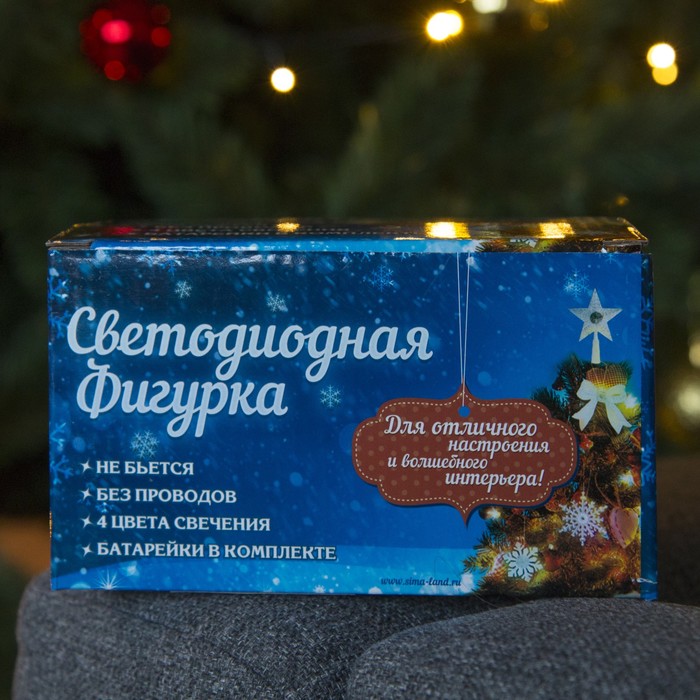 Светодиодная
Фигурка
НЕ БЬЕТСЯ
БЕЗ ПРОВОДОВ
4 ЦВЕТА СВЕЧЕНИЯ
БАТАРЕЙКИ В КОМПЛЕКТЕ
Для отличного
настроения
и волшебного
интерьера!
www.sima-land.ru